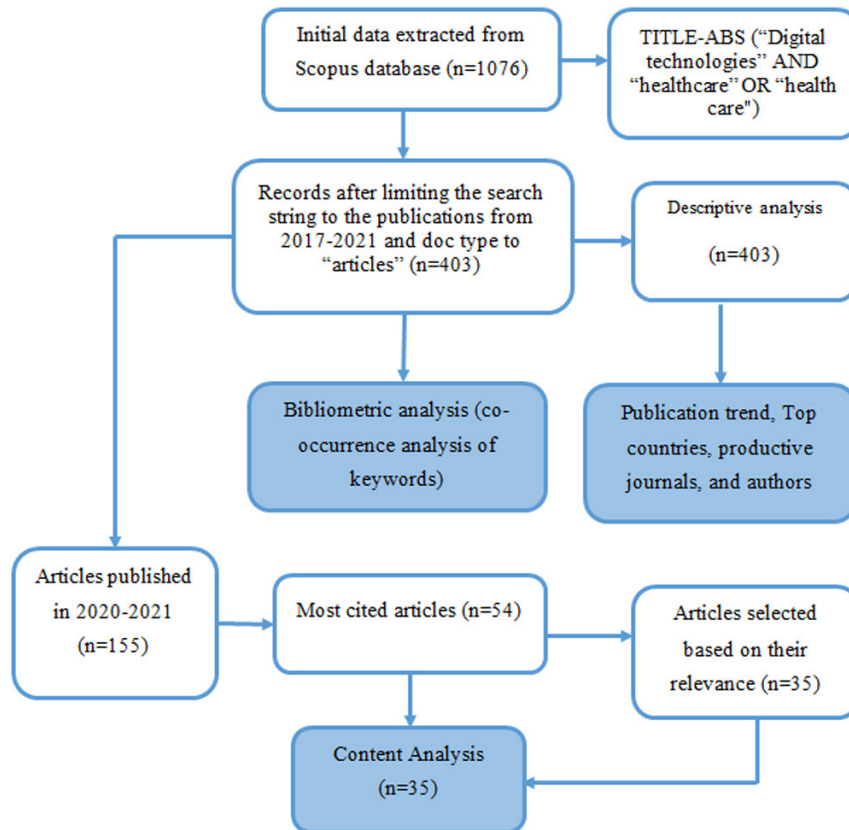 Initial data extracted from
Scopus database (n=1076)
TITLE-ABS (“Digital
technologies” AND
“healthcare” OR “health
care")
Records after limiting the search
string to the publications from
2017-2021 and doc type to
“articles” (n=403)
Descriptive analysis
(n=403)
Bibliometric analysis (co-
occurrence analysis of
keywords)
Publication trend, Top
countries, productive
journals, and authors
Articles published
in 2020-2021
(n=155)
Most cited articles (n=54)
Articles selected
based on their
relevance (n=35)
Content Analysis
(n=35)